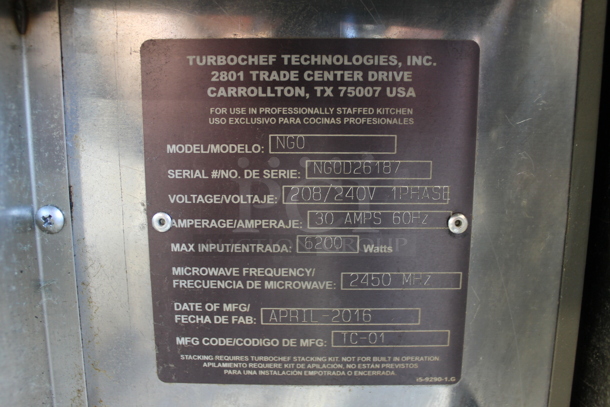 TURBOCHEF TECHNOLOGIES, INC.
2801 TRADE CENTER DRIVE
CARROLLTON, TX 75007 USA
FOR USE IN PROFESSIONALLY STAFFED KITCHEN
USO EXCLUSIVO PARA COCINAS PROFESIONALES
MODEL/MODELO: NGO
SERIAL #/NO. DE SERIE: NGOD26187
VOLTAGE/VOLTAJE: 208/240V 1PHASE
AMPERAGE/AMPERAJE: 30 AMPS 60Hz
MAX INPUT/ENTRADA: 6200 Watts
MICROWAVE FREQUENCY/
FRECUENCIA DE MICROWAVE: 2450 MHz
DATE OF MFG/
FECHA DE FAB: APRIL-2016
MFG CODE/CODIGO DE MFG: TC-01
STACKING REQUIRES TURBOCHEF STACKING KIT. NOT FOR BUILT IN OPERATION.
APILAMIENTO REQUIERE KIT DE APILACIÓN, NO ESTÁN PREVISTOS
PARA UNA INSTALACIÓN EMPOTRADA O ENCERRADA.